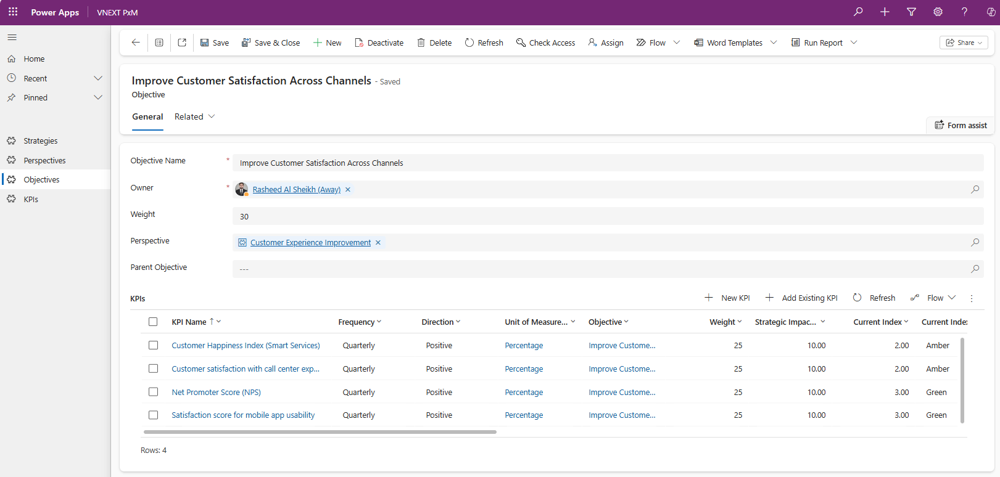 Power Apps VNEXT PxM
Save Save & Close New Deactivate Delete Refresh Check Access Assign Flow Word Templates Run Report Share
Home
Recent
Pinned
Strategies
Perspectives
Objectives
KPIs
Improve Customer Satisfaction Across Channels - Saved
Objective
General Related
Form assist
Objective Name * Improve Customer Satisfaction Across Channels
Owner * Rasheed Al Sheikh (Away)
Weight 30
Perspective Customer Experience Improvement
Parent Objective ---
KPIs New KPI Add Existing KPI Refresh Flow
KPI Name Frequency Direction Unit of Measure... Objective Weight Strategic Impac... Current Index Current Index
Customer Happiness Index (Smart Services) Quarterly Positive Percentage Improve Custome... 25 10.00 2.00 Amber
Customer satisfaction with call center exp... Quarterly Positive Percentage Improve Custome... 25 10.00 2.00 Amber
Net Promoter Score (NPS) Quarterly Positive Percentage Improve Custome... 25 10.00 3.00 Green
Satisfaction score for mobile app usability Quarterly Positive Percentage Improve Custome... 25 10.00 3.00 Green
Rows: 4